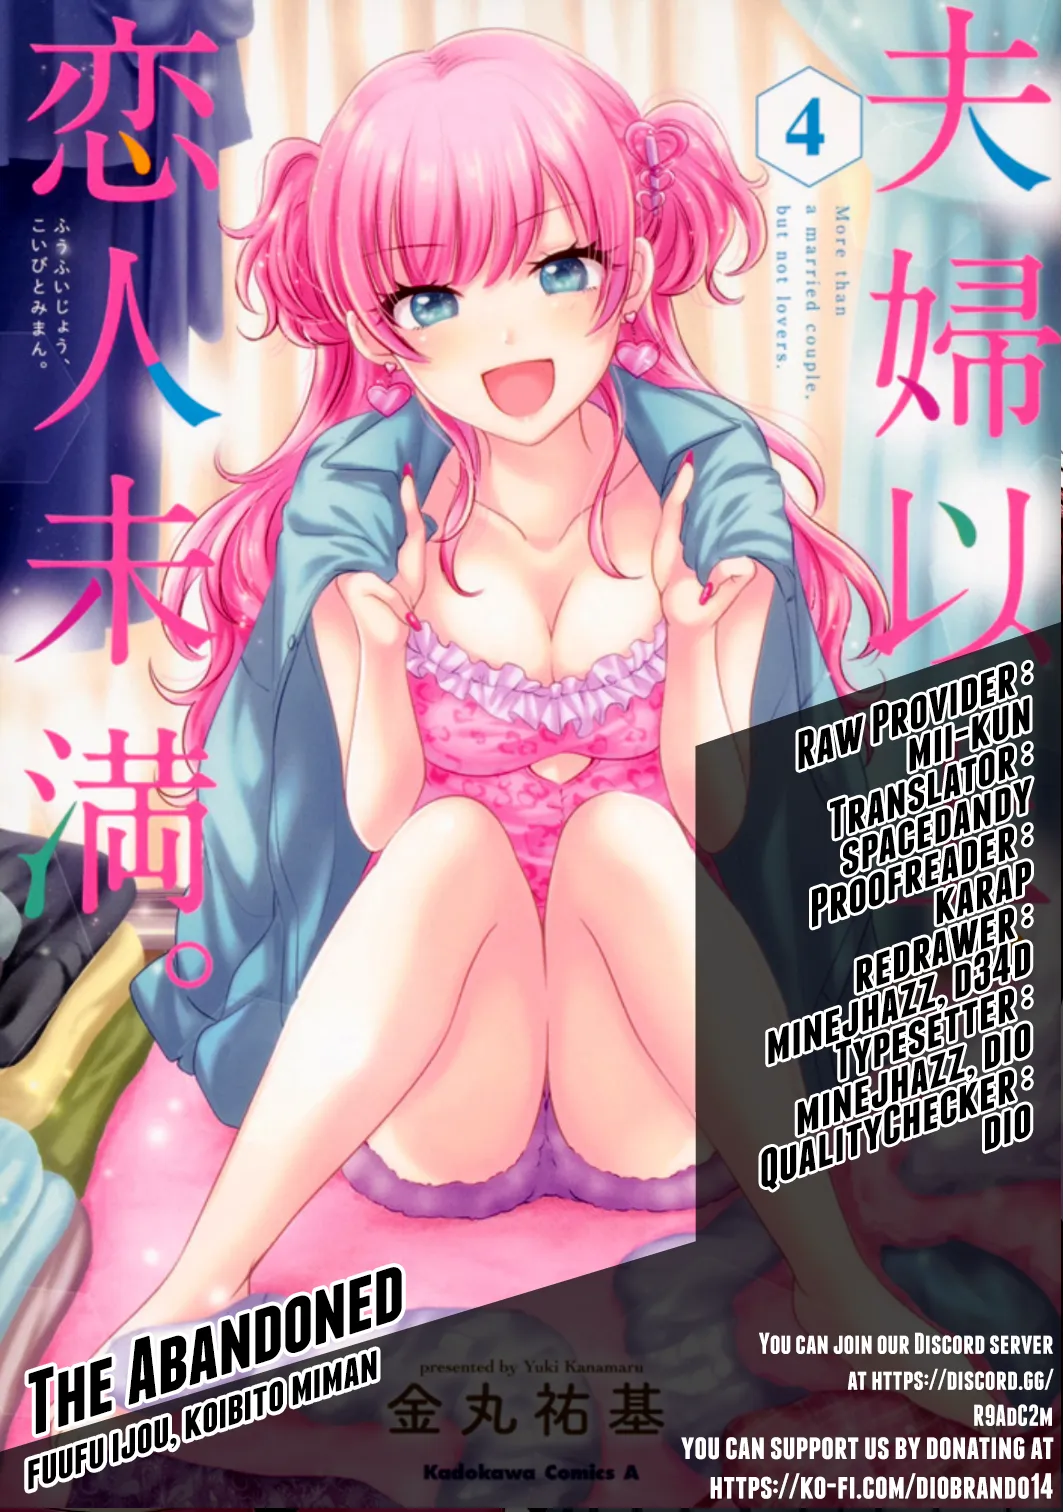 夫婦以
恋人未満。
ふうふいじょう、
こいびとみまん。
4
More than
a married couple,
but not lovers.
Raw Provider:
mii-kun
Translator:
spacedandy
Proofreader:
karap
redrawer:
minejhazz, d34d
Typesetter:
minejhazz, dio
QualityChecker:
dio
The Abandoned
fuufu ijou, koibito miman
presented by Yuki Kanamaru
金丸祐基
Kadokawa Comics A
You can join our Discord server
at https://discord.gg/
R9AdC2m
you can support us by donating at
https://ko-fi.com/diobrando14